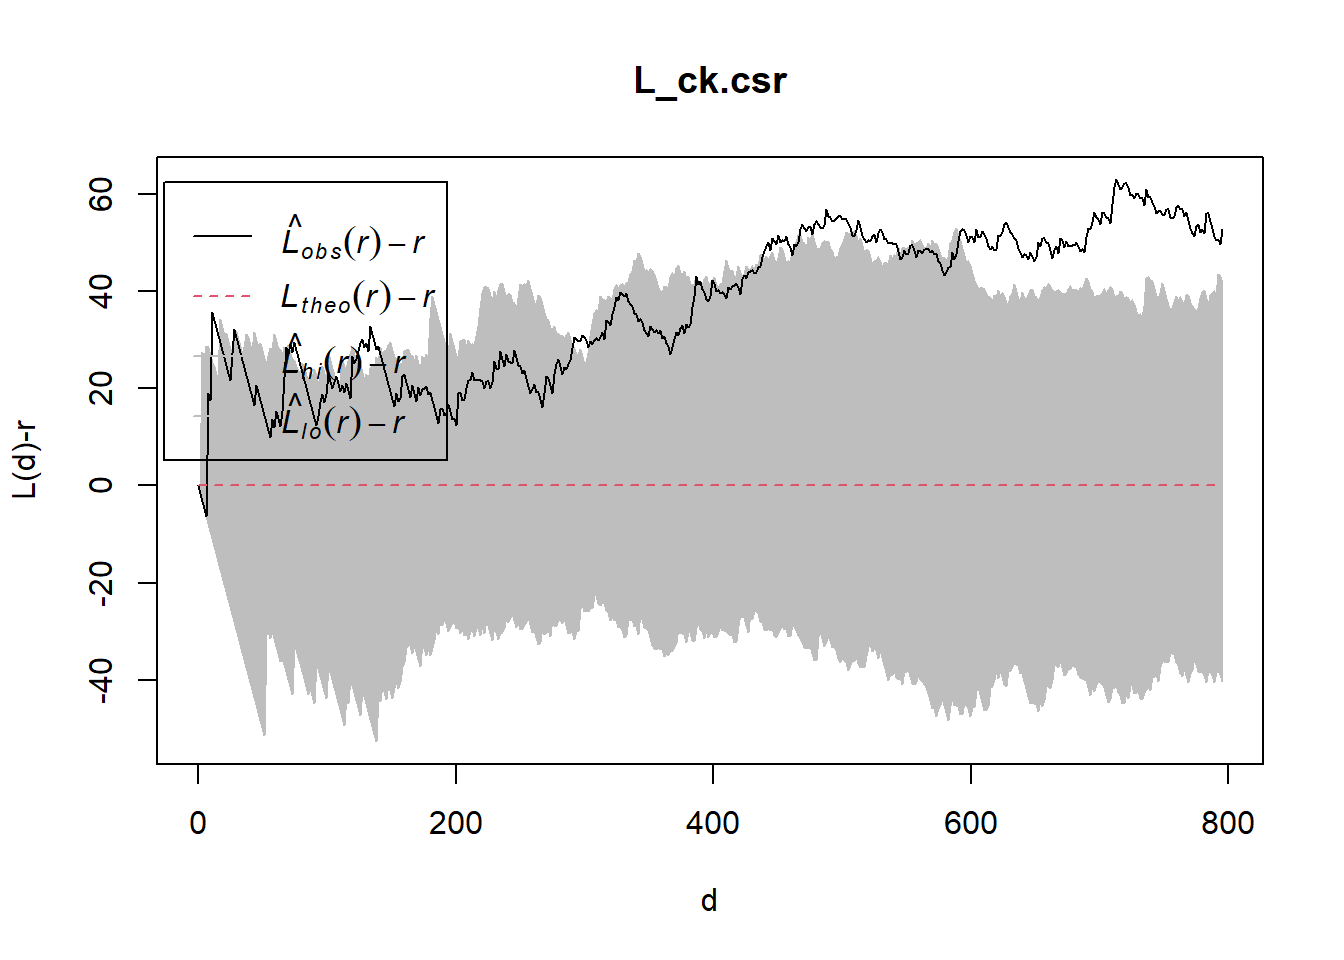 L_ck.csr
L̂obs(r) − r
Ltheo(r) − r
L̂hi(r) − r
L̂lo(r) − r
60
40
20
0
-20
-40
L(d)-r
0 200 400 600 800
d